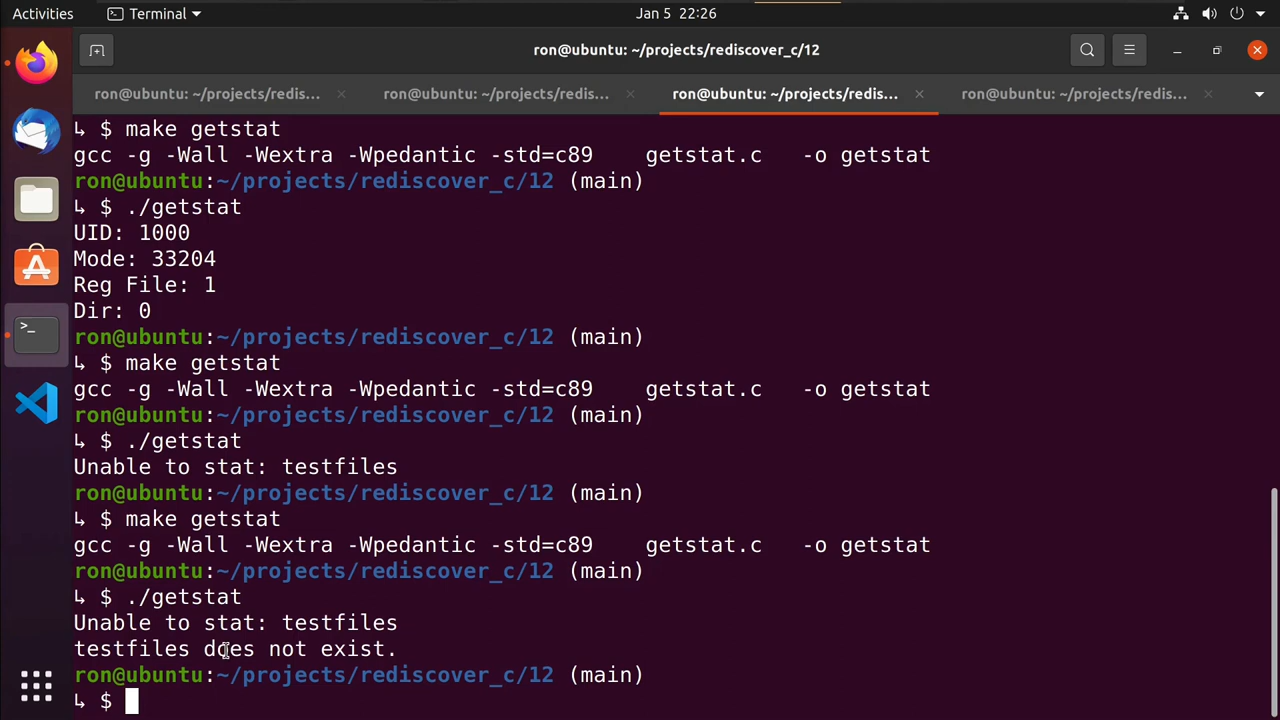 Activities
Terminal
Jan 5 22:26
ron@ubuntu: ~/projects/rediscover_c/12
ron@ubuntu: ~/projects/redis...
ron@ubuntu: ~/projects/redis...
ron@ubuntu: ~/projects/redis...
ron@ubuntu: ~/projects/redis...
↳ $ make getstat
gcc -g -Wall -Wextra -Wpedantic -std=c89    getstat.c   -o getstat
ron@ubuntu:~/projects/rediscover_c/12 (main)
↳ $ ./getstat
UID: 1000
Mode: 33204
Reg File: 1
Dir: 0
ron@ubuntu:~/projects/rediscover_c/12 (main)
↳ $ make getstat
gcc -g -Wall -Wextra -Wpedantic -std=c89    getstat.c   -o getstat
ron@ubuntu:~/projects/rediscover_c/12 (main)
↳ $ ./getstat
Unable to stat: testfiles
ron@ubuntu:~/projects/rediscover_c/12 (main)
↳ $ make getstat
gcc -g -Wall -Wextra -Wpedantic -std=c89    getstat.c   -o getstat
ron@ubuntu:~/projects/rediscover_c/12 (main)
↳ $ ./getstat
Unable to stat: testfiles
testfiles does not exist.
ron@ubuntu:~/projects/rediscover_c/12 (main)
↳ $